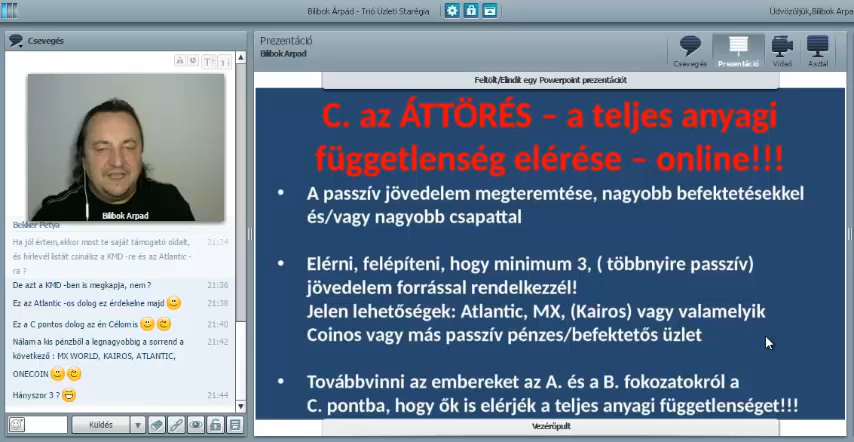 Bilibok Árpád - Trió Üzleti Starégia
Üdvözöljük,Bilibok Arpa
Csevegés
Bilibok Arpad
Bekker Petya
Ha jól értem,akkor most te saját támogató oldalt, 21:34
és hírlevél listát csinálsz a KMD -re és az Atlantic -
ra ?
De azt a KMD -ben is megkapja, nem ? 21:36
Ez az Atlantic -os dolog ez érdekelne majd 21:38
Ez a C pontos dolog az én Célom is 21:40
Nálam a kis pénzből a legnagyobbig a sorrend a 21:42
következő : MX WORLD, KAIROS, ATLANTIC,
ONECOIN
Hányszor 3 ? 21:44
Küldés
Prezentáció
Bilibok Arpad
Csevegés
Prezentáció
Videó
Asztal
Feltölt/Elindít egy Powerpoint prezentációt
C. az ÁTTÖRÉS – a teljes anyagi
függetlenség elérése – online!!!
• A passzív jövedelem megteremtése, nagyobb befektetésekkel
és/vagy nagyobb csapattal
• Elérni, felépíteni, hogy minimum 3, ( többnyire passzív)
jövedelem forrással rendelkezzél!
Jelen lehetőségek: Atlantic, MX, (Kairos) vagy valamelyik
Coinos vagy más passzív pénzes/befektetős üzlet
• Továbbvinni az embereket az A. és a B. fokozatokról a
C. pontba, hogy ők is elérjék a teljes anyagi függetlenséget!!!
Vezérlőpult